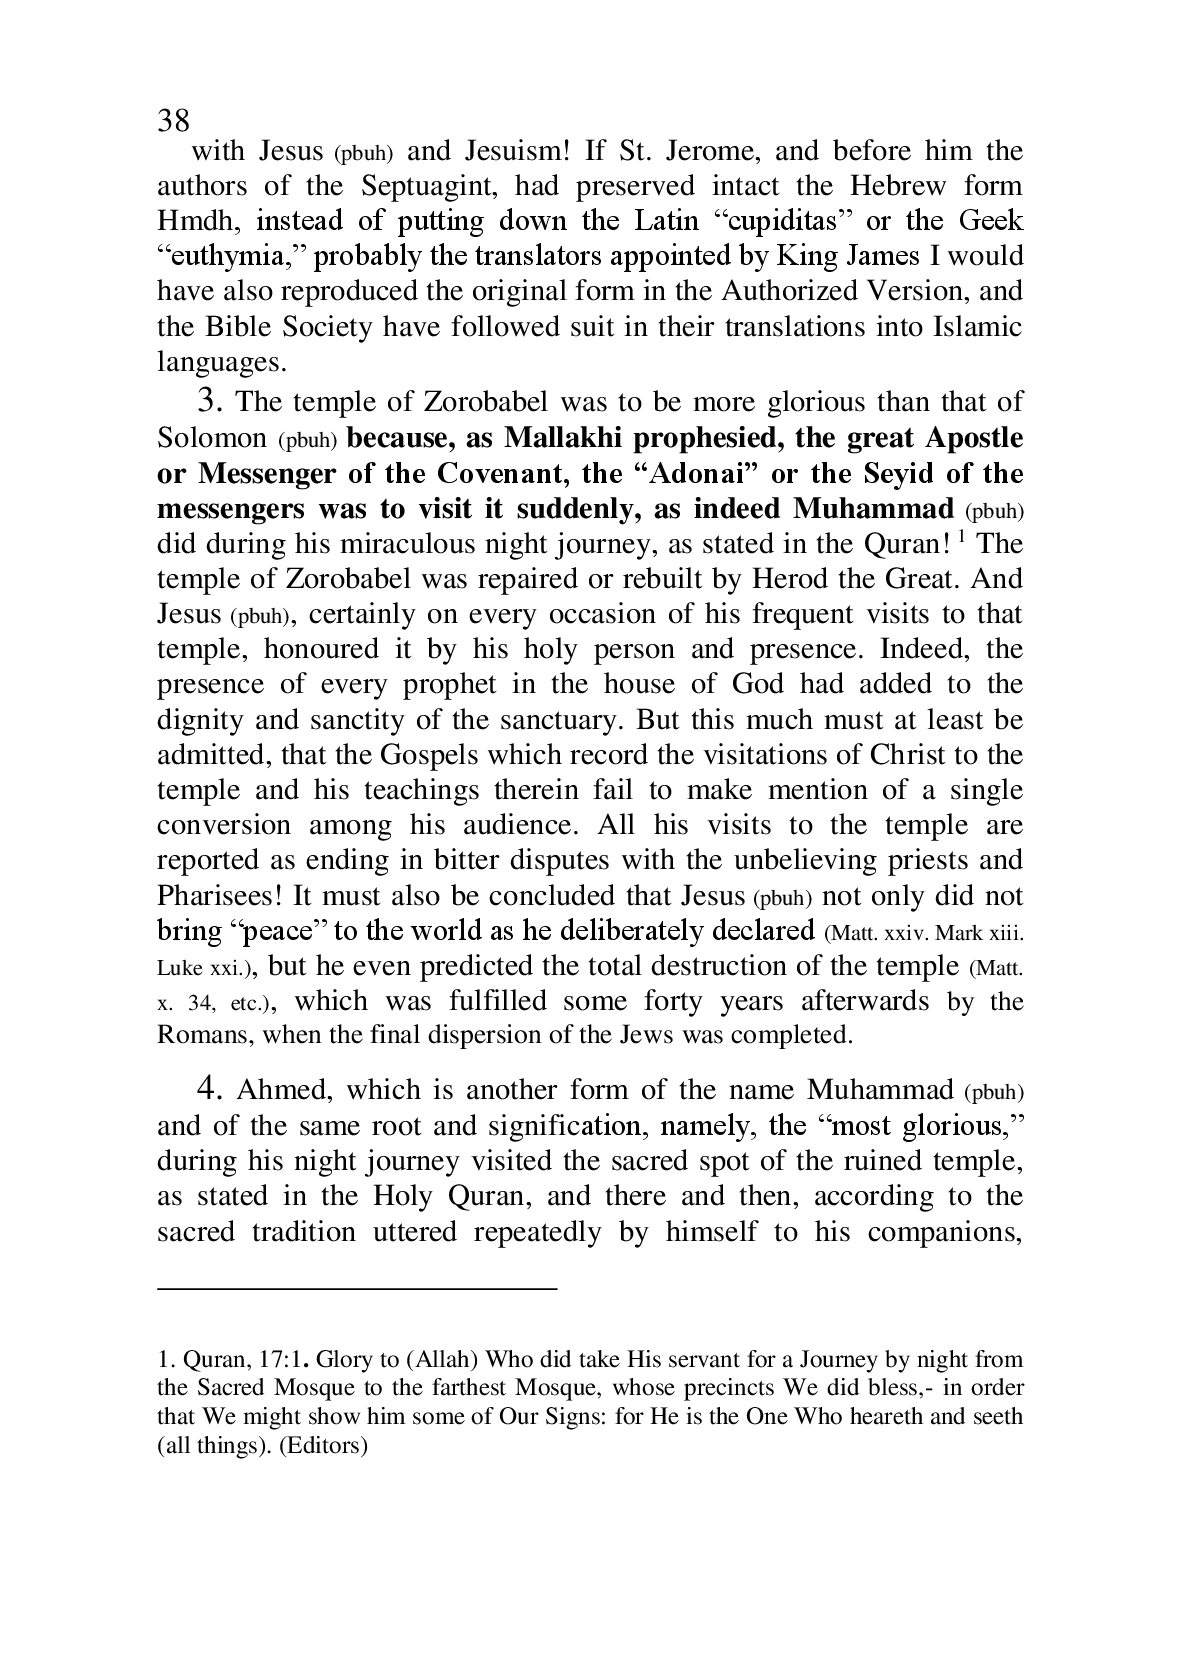 38
with Jesus (pbuh) and Jesuism! If St. Jerome, and before him the
authors of the Septuagint, had preserved intact the Hebrew form
Hmdh, instead of putting down the Latin “cupiditas” or the Geek
“euthymia,” probably the translators appointed by King James I would
have also reproduced the original form in the Authorized Version, and
the Bible Society have followed suit in their translations into Islamic
languages.
3. The temple of Zorobabel was to be more glorious than that of
Solomon (pbuh) because, as Mallakhi prophesied, the great Apostle
or Messenger of the Covenant, the “Adonai” or the Seyid of the
messengers was to visit it suddenly, as indeed Muhammad (pbuh)
did during his miraculous night journey, as stated in the Quran! 1 The
temple of Zorobabel was repaired or rebuilt by Herod the Great. And
Jesus (pbuh), certainly on every occasion of his frequent visits to that
temple, honoured it by his holy person and presence. Indeed, the
presence of every prophet in the house of God had added to the
dignity and sanctity of the sanctuary. But this much must at least be
admitted, that the Gospels which record the visitations of Christ to the
temple and his teachings therein fail to make mention of a single
conversion among his audience. All his visits to the temple are
reported as ending in bitter disputes with the unbelieving priests and
Pharisees! It must also be concluded that Jesus (pbuh) not only did not
bring “peace” to the world as he deliberately declared (Matt. xxiv. Mark xiii.
Luke xxi.), but he even predicted the total destruction of the temple (Matt.
x. 34, etc.), which was fulfilled some forty years afterwards by the
Romans, when the final dispersion of the Jews was completed.
4. Ahmed, which is another form of the name Muhammad (pbuh)
and of the same root and signification, namely, the “most glorious,”
during his night journey visited the sacred spot of the ruined temple,
as stated in the Holy Quran, and there and then, according to the
sacred tradition uttered repeatedly by himself to his companions,
1. Quran, 17:1. Glory to (Allah) Who did take His servant for a Journey by night from
the Sacred Mosque to the farthest Mosque, whose precincts We did bless,- in order
that We might show him some of Our Signs: for He is the One Who heareth and seeth
(all things). (Editors)